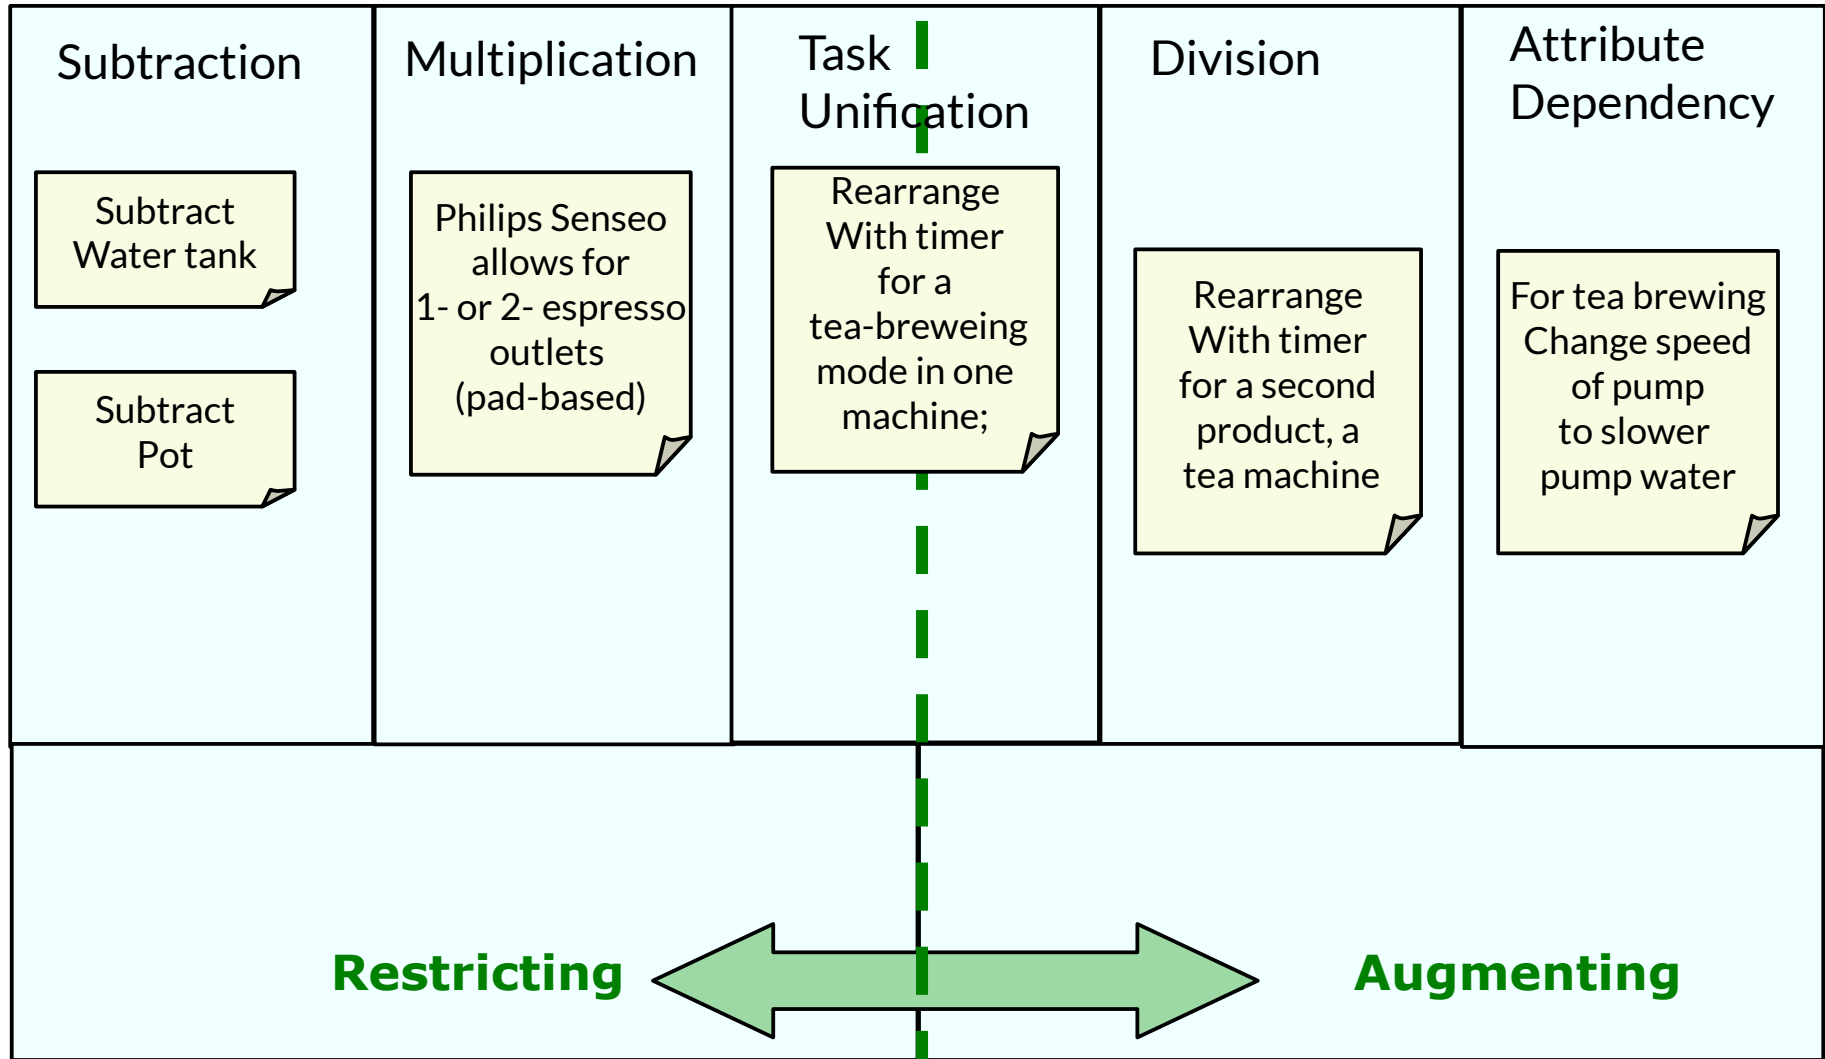 Subtraction
Subtract
Water tank
Subtract
Pot
Multiplication
Philips Senseo
allows for
1- or 2- espresso
outlets
(pad-based)
Task
Unification
Rearrange
With timer
for a
tea-breweing
mode in one
machine;
Division
Rearrange
With timer
for a second
product, a
tea machine
Attribute
Dependency
For tea brewing
Change speed
of pump
to slower
pump water
Restricting
Augmenting